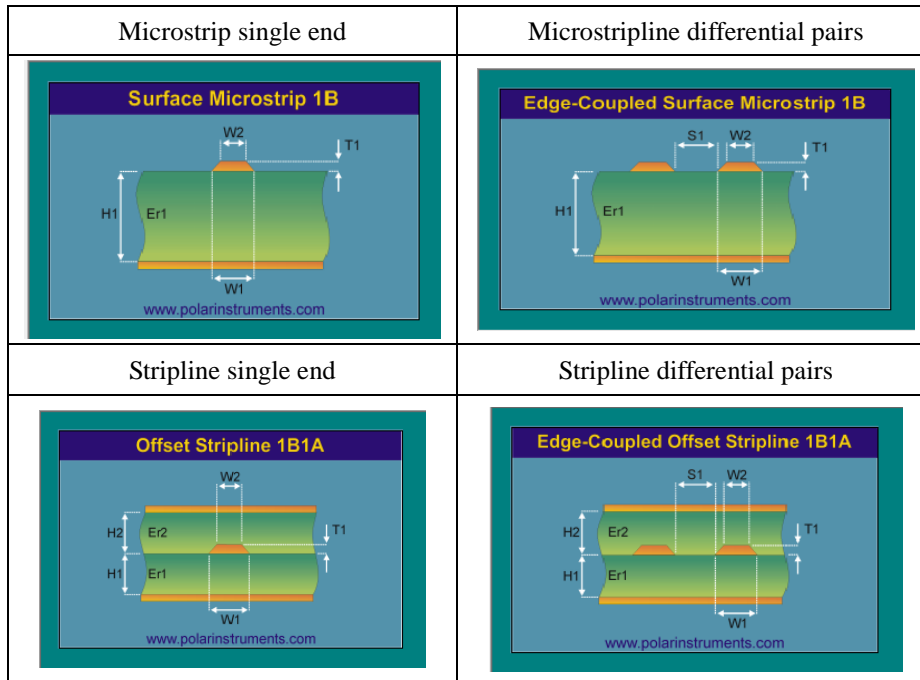 Microstrip single end
Microstripline differential pairs
Surface Microstrip 1B
W2
T1
H1
Er1
W1
www.polarinstruments.com
Edge-Coupled Surface Microstrip 1B
S1
W2
T1
H1
Er1
W1
www.polarinstruments.com
Stripline single end
Stripline differential pairs
Offset Stripline 1B1A
W2
T1
H2
Er2
H1
Er1
W1
www.polarinstruments.com
Edge-Coupled Offset Stripline 1B1A
S1
W2
T1
H2
Er2
H1
Er1
W1
www.polarinstruments.com